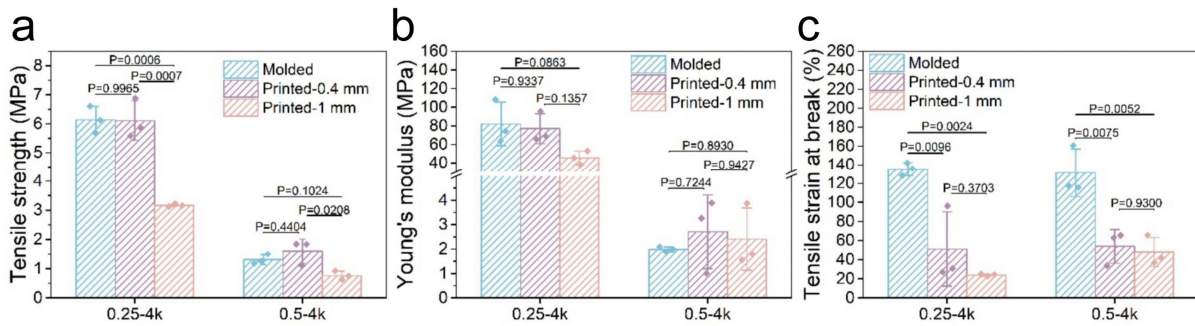 a
Tensile strength (MPa)
8
7
6
5
4
3
2
1
0
P=0.0006
P=0.0007
P=0.9965
Molded
Printed-0.4 mm
Printed-1 mm
P=0.1024
P=0.0208
P=0.4404
0.25-4k
0.5-4k
b
Young's modulus (MPa)
160
140
120
100
80
60
40
4
2
1
0
P=0.0863
P=0.9337
P=0.1357
Molded
Printed-0.4 mm
Printed-1 mm
P=0.8930
P=0.9427
P=0.7244
0.25-4k
0.5-4k
c
Tensile strain at break (%)
260
240
220
200
180
160
140
120
100
80
60
40
20
0
Molded
Printed-0.4 mm
Printed-1 mm
P=0.0024
P=0.0096
P=0.3703
P=0.0052
P=0.0075
P=0.9300
0.25-4k
0.5-4k